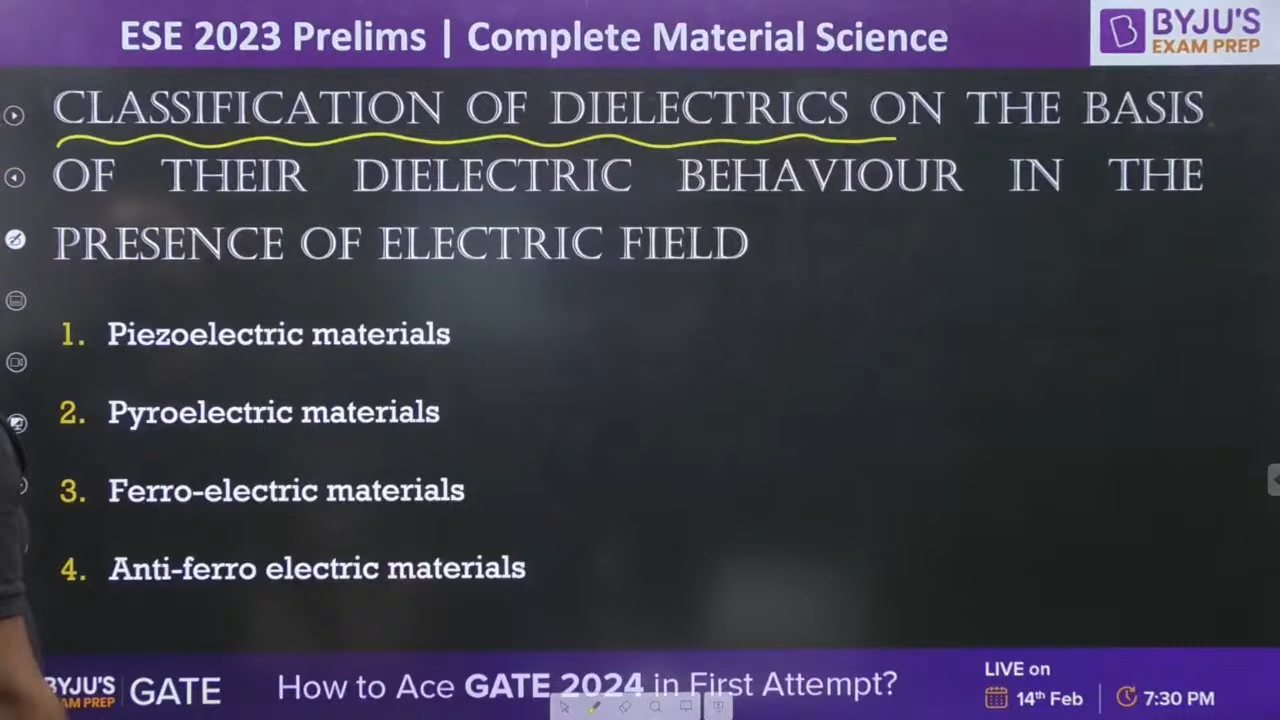 ESE 2023 Prelims | Complete Material Science
BYJU'S
EXAM PREP
CLASSIFICATION OF DIELECTRICS ON THE BASIS
OF THEIR DIELECTRIC BEHAVIOUR IN THE
PRESENCE OF ELECTRIC FIELD
1. Piezoelectric materials
2. Pyroelectric materials
3. Ferro-electric materials
4. Anti-ferro electric materials
BYJU'S
EXAM PREP
GATE
How to Ace GATE 2024 in First Attempt?
LIVE on
14th Feb
7:30 PM